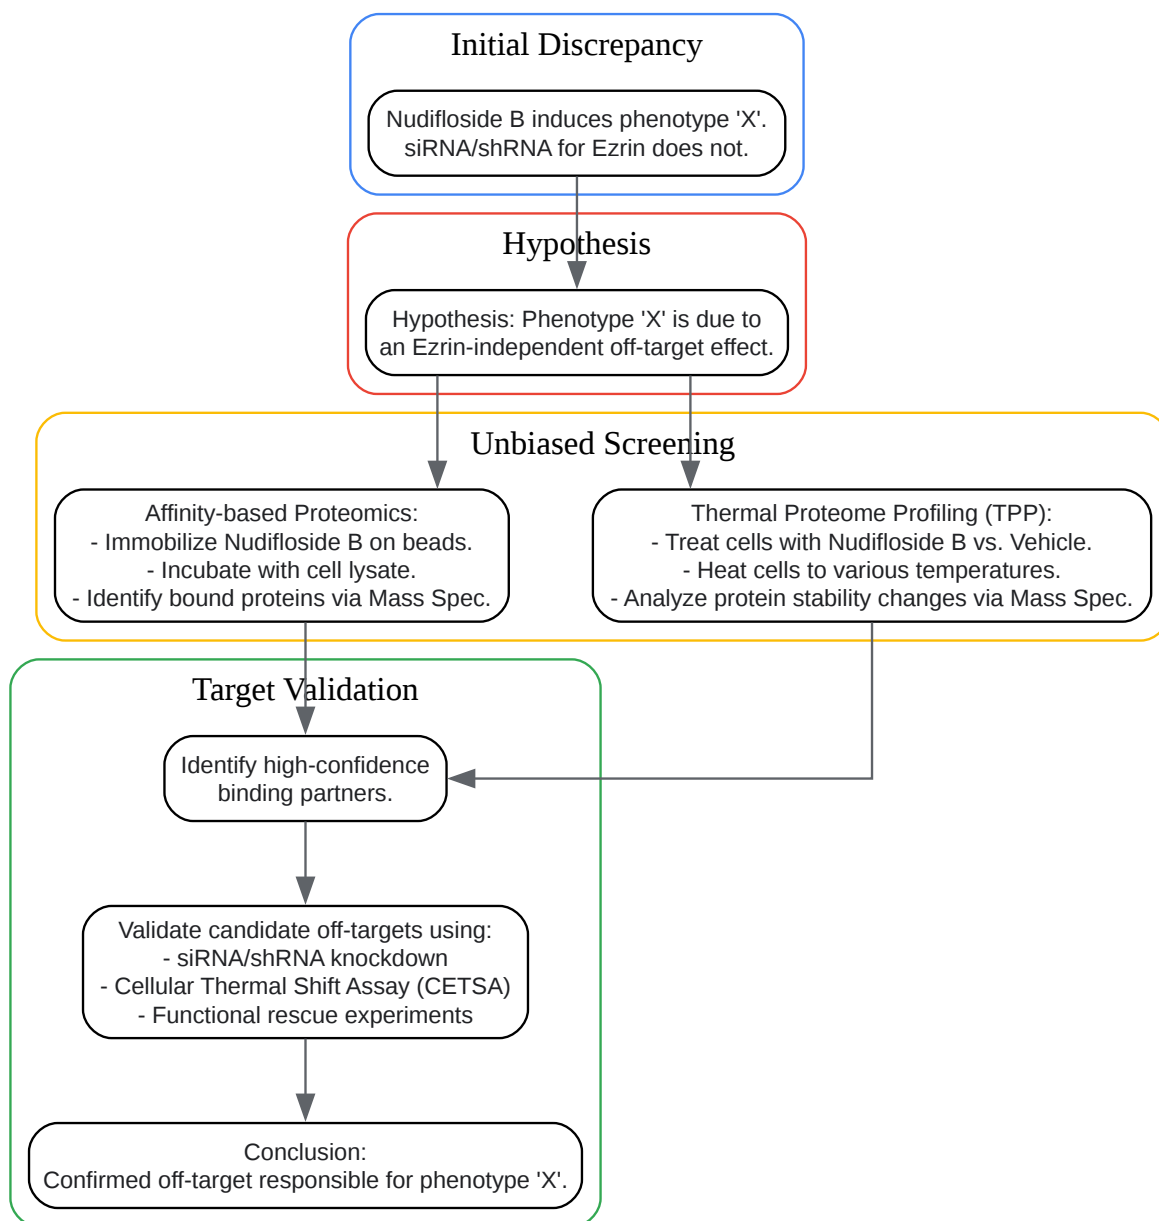 Initial Discrepancy
Nudifloside B induces phenotype 'X'.
siRNA/shRNA for Ezrin does not.
Hypothesis
Hypothesis: Phenotype 'X' is due to
an Ezrin-independent off-target effect.
Unbiased Screening
Affinity-based Proteomics:
- Immobilize Nudifloside B on beads.
- Incubate with cell lysate.
- Identify bound proteins via Mass Spec.
Thermal Proteome Profiling (TPP):
- Treat cells with Nudifloside B vs. Vehicle.
- Heat cells to various temperatures.
- Analyze protein stability changes via Mass Spec.
Target Validation
Identify high-confidence
binding partners.
Validate candidate off-targets using:
- siRNA/shRNA knockdown
- Cellular Thermal Shift Assay (CETSA)
- Functional rescue experiments
Conclusion:
Confirmed off-target responsible for phenotype 'X'.